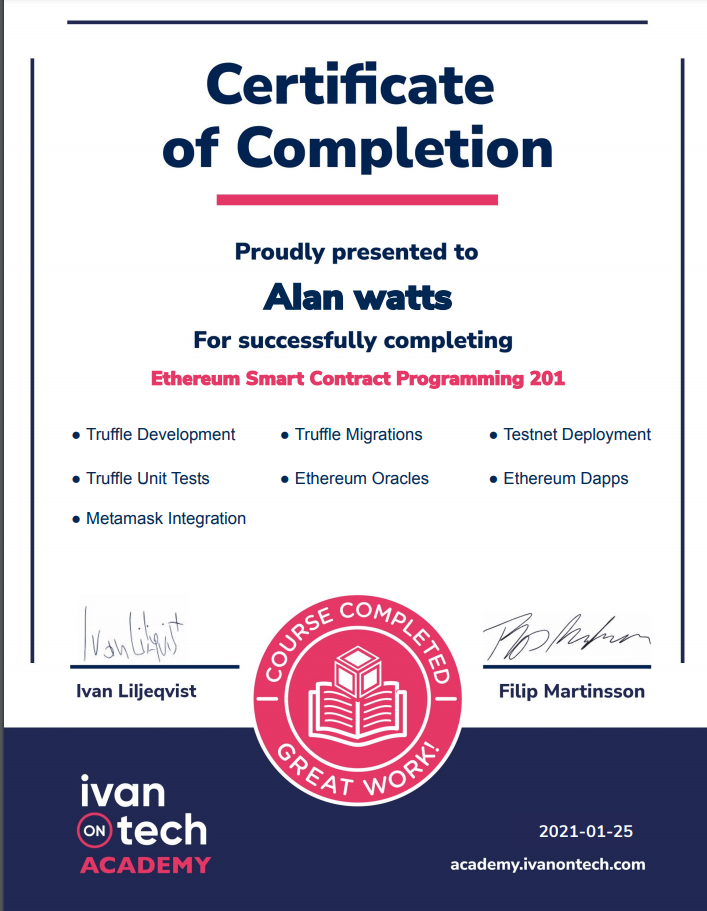 Certificate
of Completion
Proudly presented to
Alan watts
For successfully completing
Ethereum Smart Contract Programming 201
● Truffle Development ● Truffle Migrations ● Testnet Deployment
● Truffle Unit Tests ● Ethereum Oracles ● Ethereum Dapps
● Metamask Integration
Ivan Liljeqvist
COURSE COMPLETED
GREAT WORK!
Ivan Liljeqvist
Filip Martinsson
ivan
ON tech
ACADEMY
2021-01-25
academy.ivanontech.com